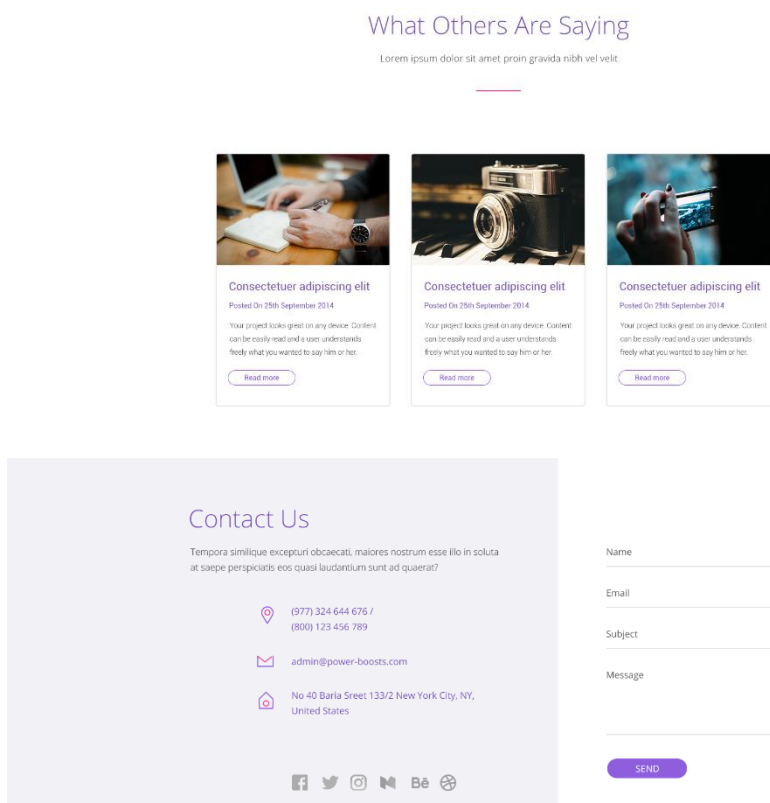 What Others Are Saying
Lorem ipsum dolor sit amet proin gravida nibh vel velit
Consectetuer adipiscing elit
Posted On 25th September 2014
Your project looks great on any device. Content
can be easily read and a user understands
freely what you wanted to say him or her.
Read more
Consectetuer adipiscing elit
Posted On 25th September 2014
Your project looks great on any device. Content
can be easily read and a user understands
freely what you wanted to say him or her.
Read more
Consectetuer adipiscing elit
Posted On 25th September 2014
Your project looks great on any device. Content
can be easily read and a user understands
freely what you wanted to say him or her.
Read more
Contact Us
Tempora similique excepturi obcaecati, maiores nostrum esse illo in soluta
at saepe perspiciatis eos quasi laudantium sunt ad quaerat?
(977) 324 644 676 /
(800) 123 456 789
admin@power-boosts.com
No 40 Baria Sreet 133/2 New York City, NY,
United States
Name
Email
Subject
Message
SEND